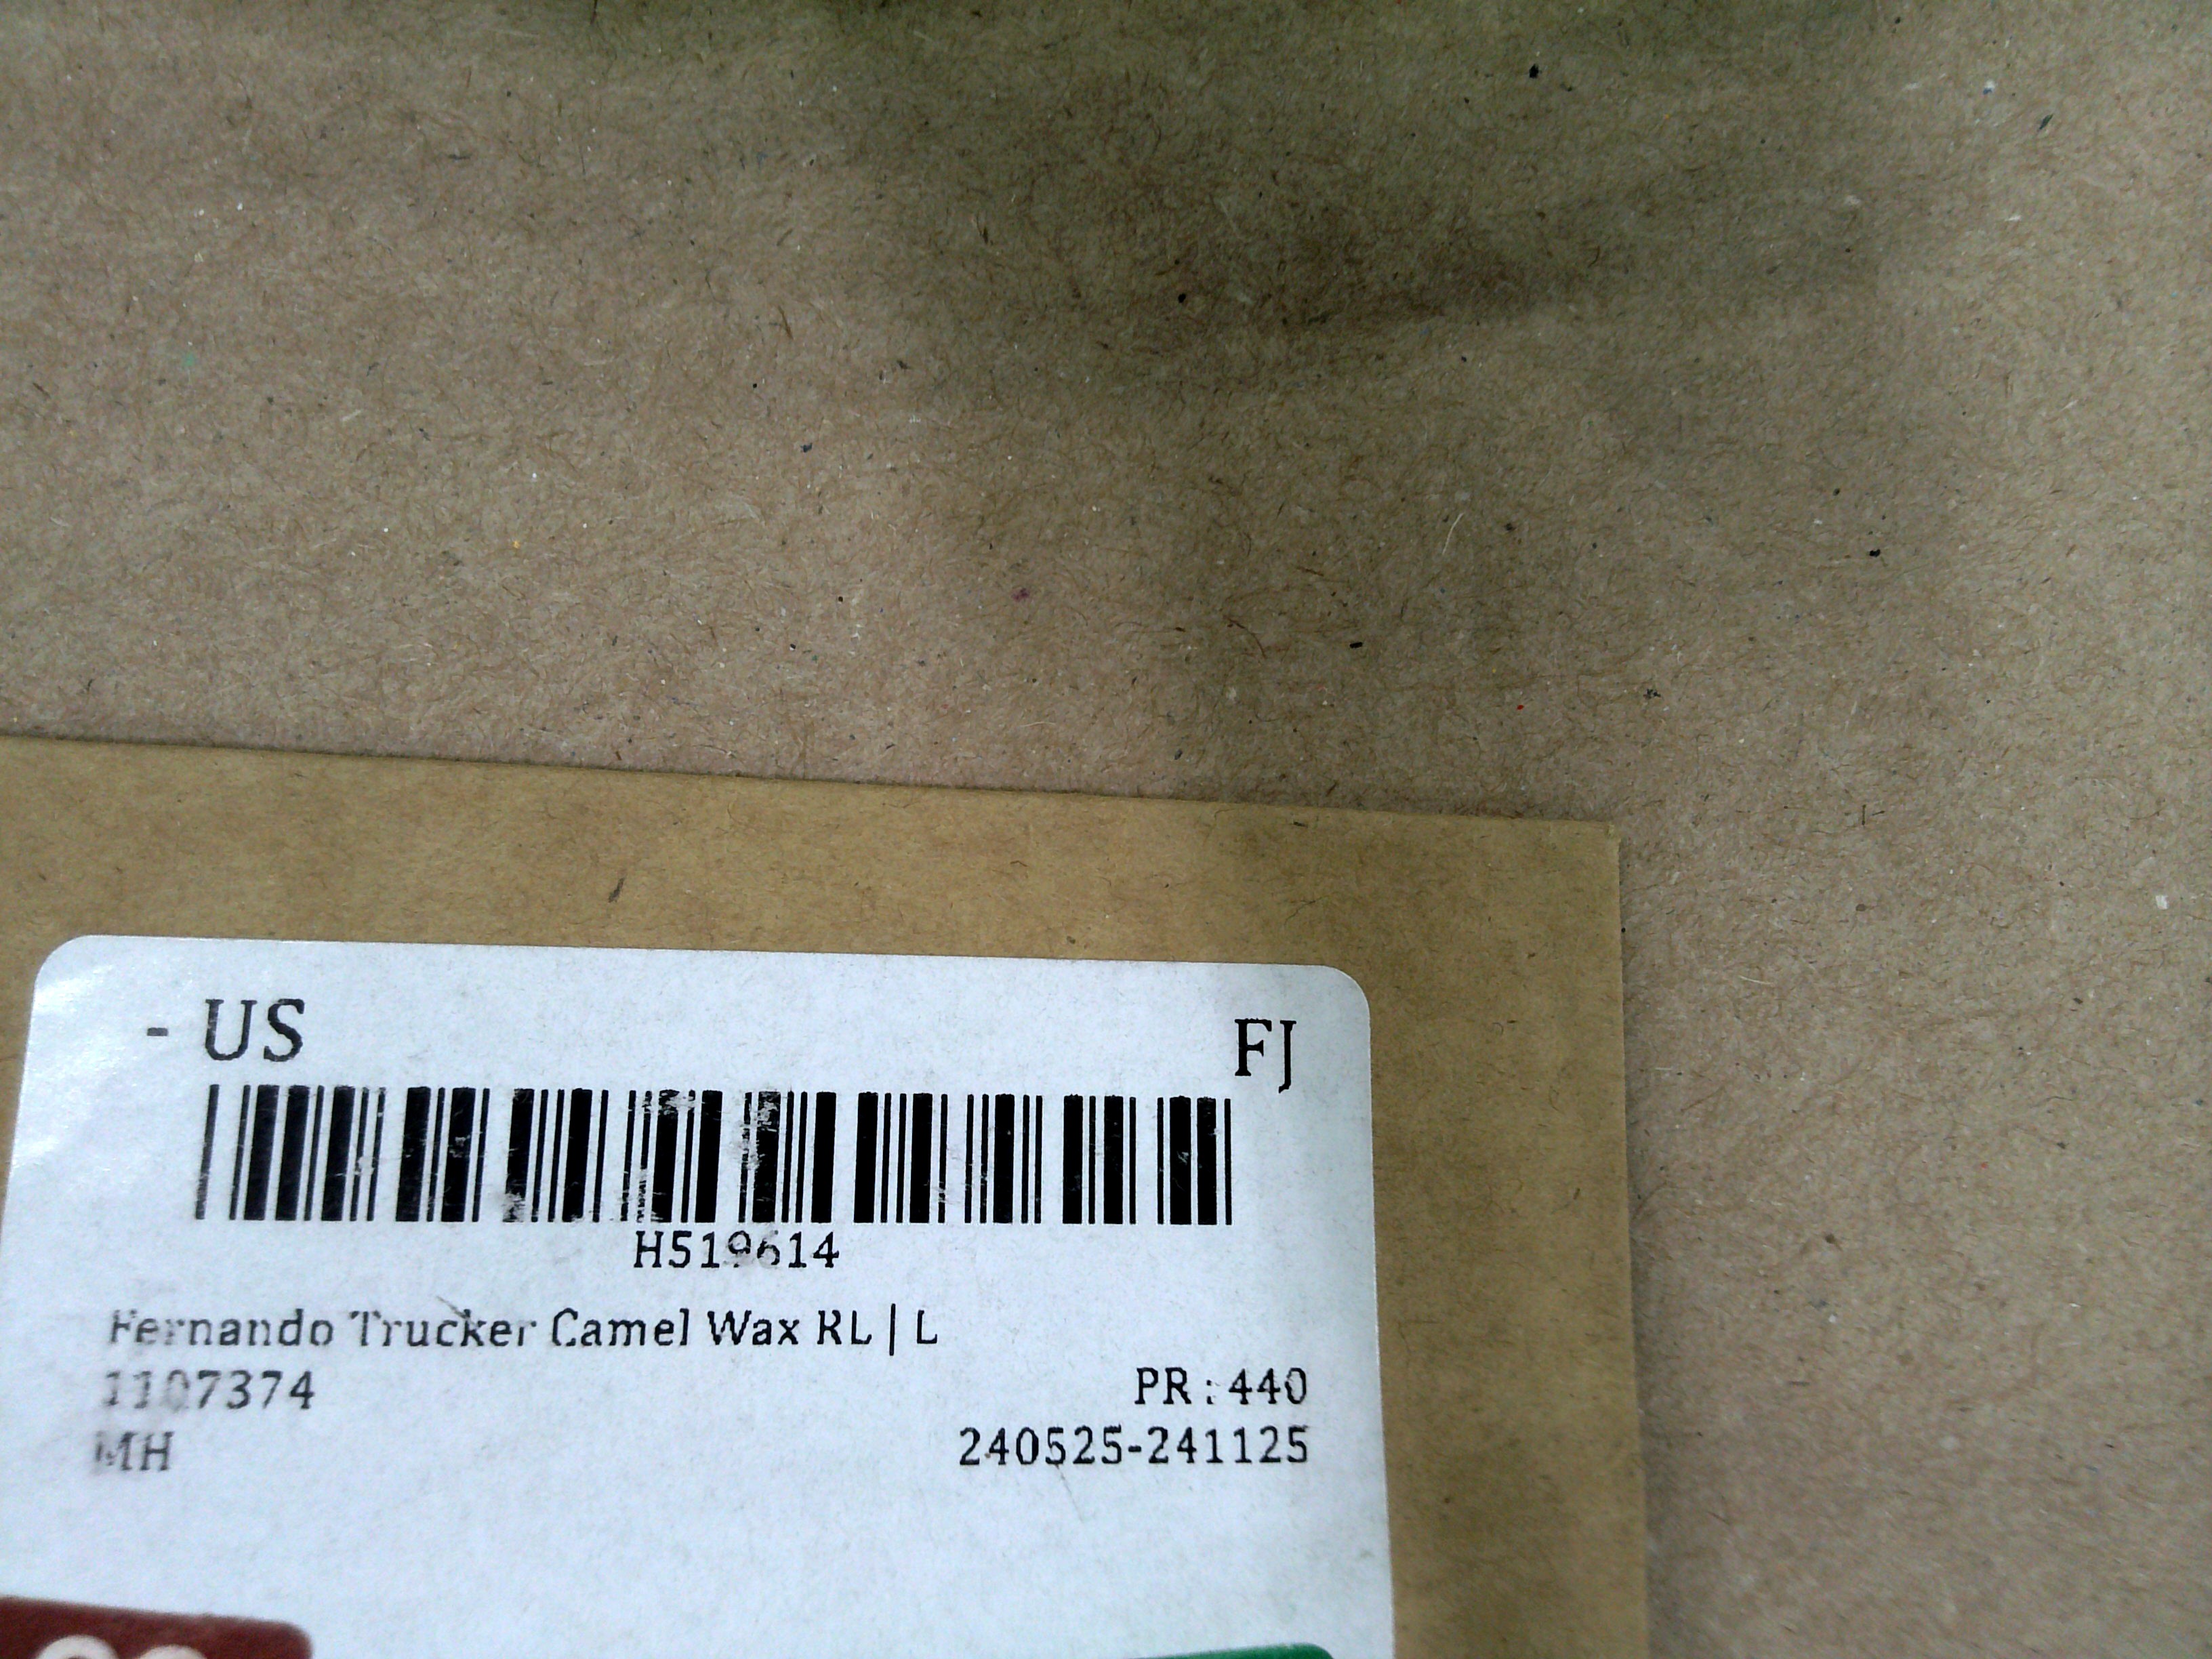 - US
FJ
H519614
Fernando Trucker Camel Wax RL | L
1107374
PR : 440
MH
240525-241125